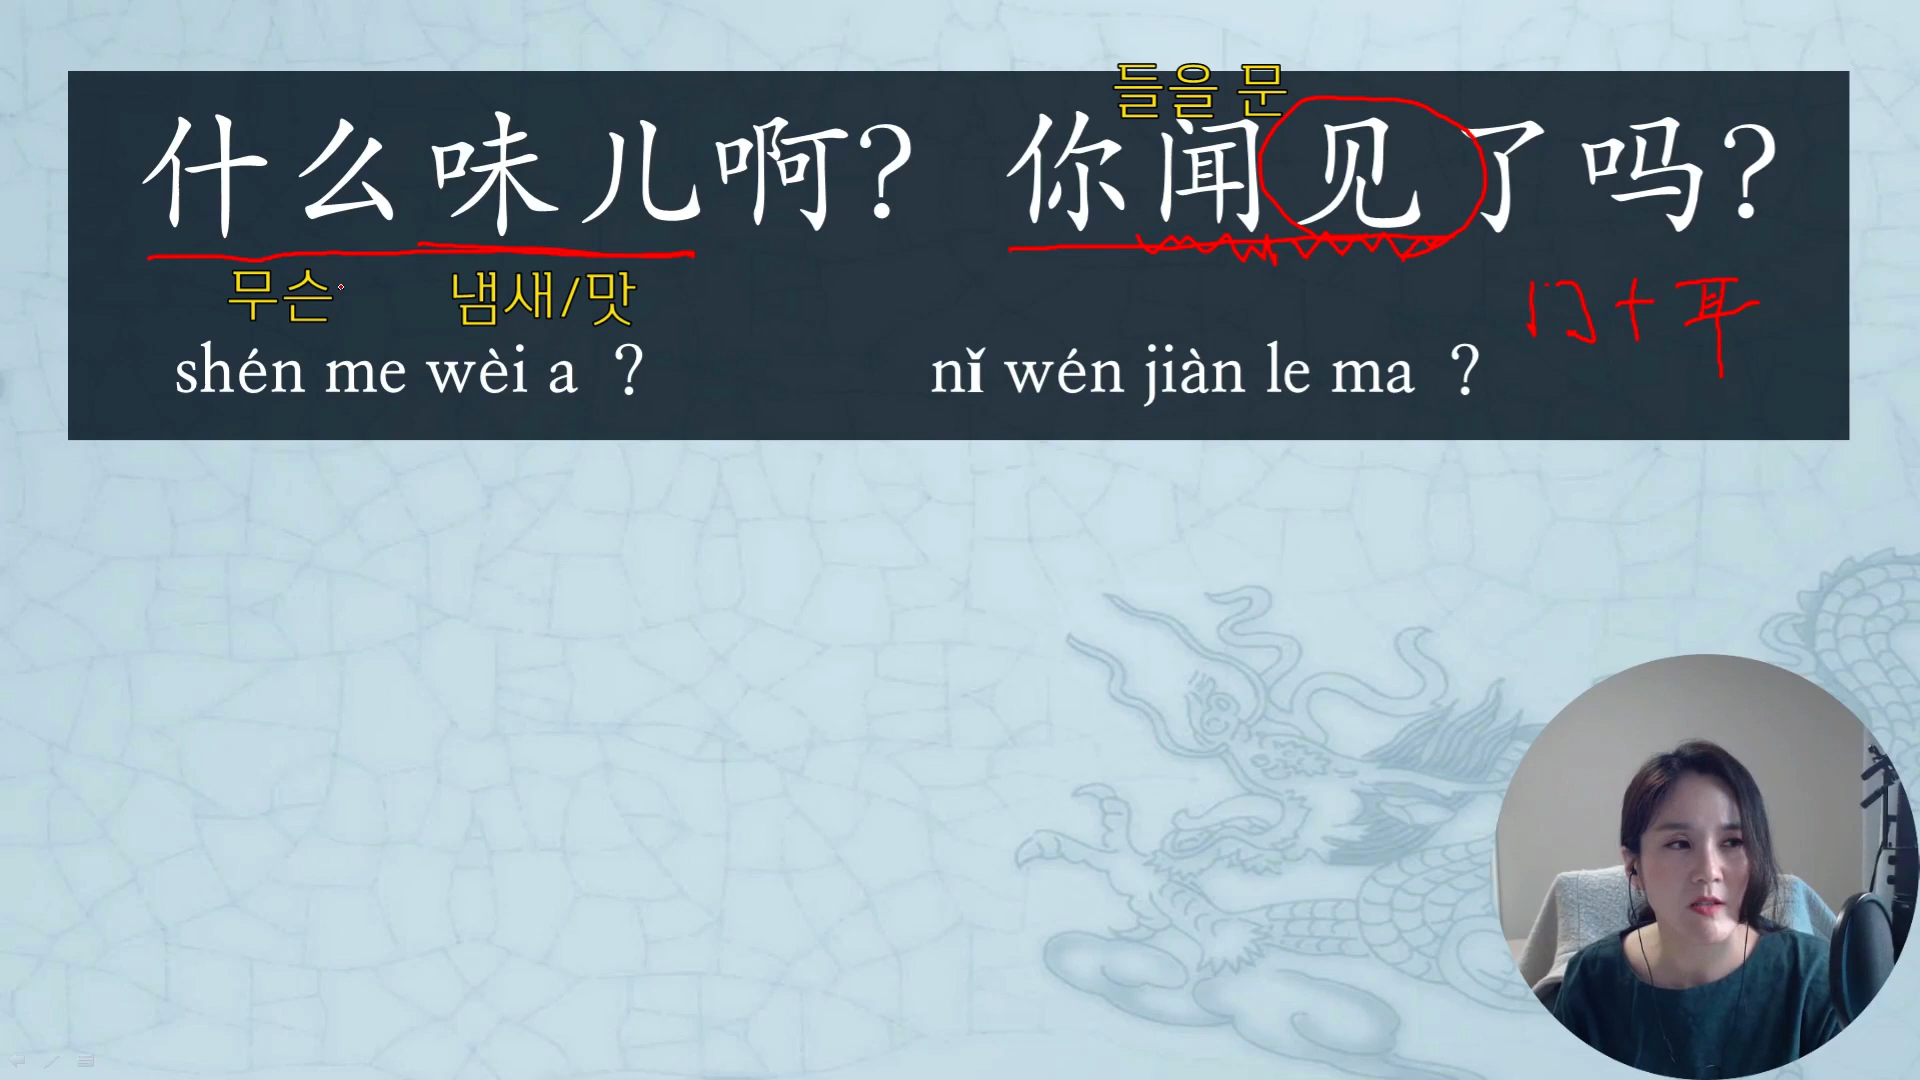 들을 문
什么味儿啊? 你闻见了吗?
무슨 냄새/맛
门+耳
shén me wèi a ? nǐ wén jiàn le ma ?